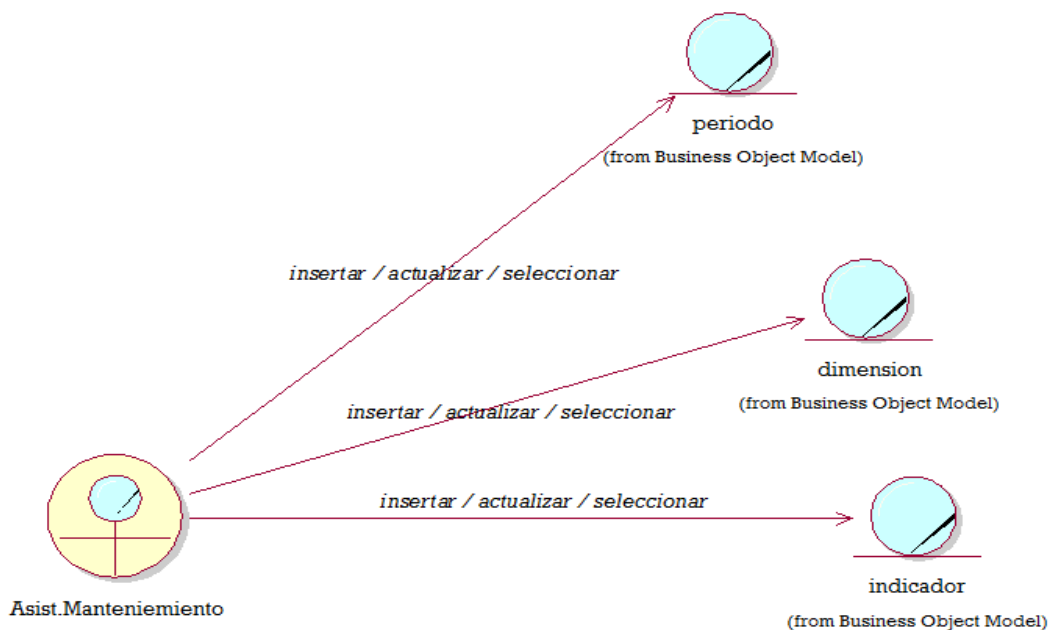 periodo
(from Business Object Model)
insertar / actualizar / seleccionar
dimension
(from Business Object Model)
insertar / actualizar / seleccionar
insertar / actualizar / seleccionar
indicador
(from Business Object Model)
Asist.Manteniemiento